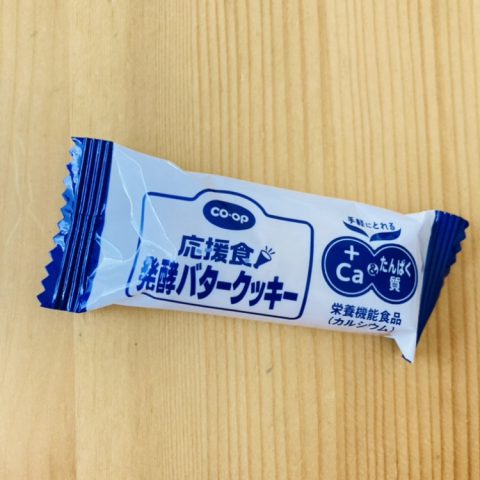 CO・OP
応援食
発酵バタークッキー
手軽にとれる
+
Ca
&
たんぱく
質
栄養機能食品
(カルシウム)